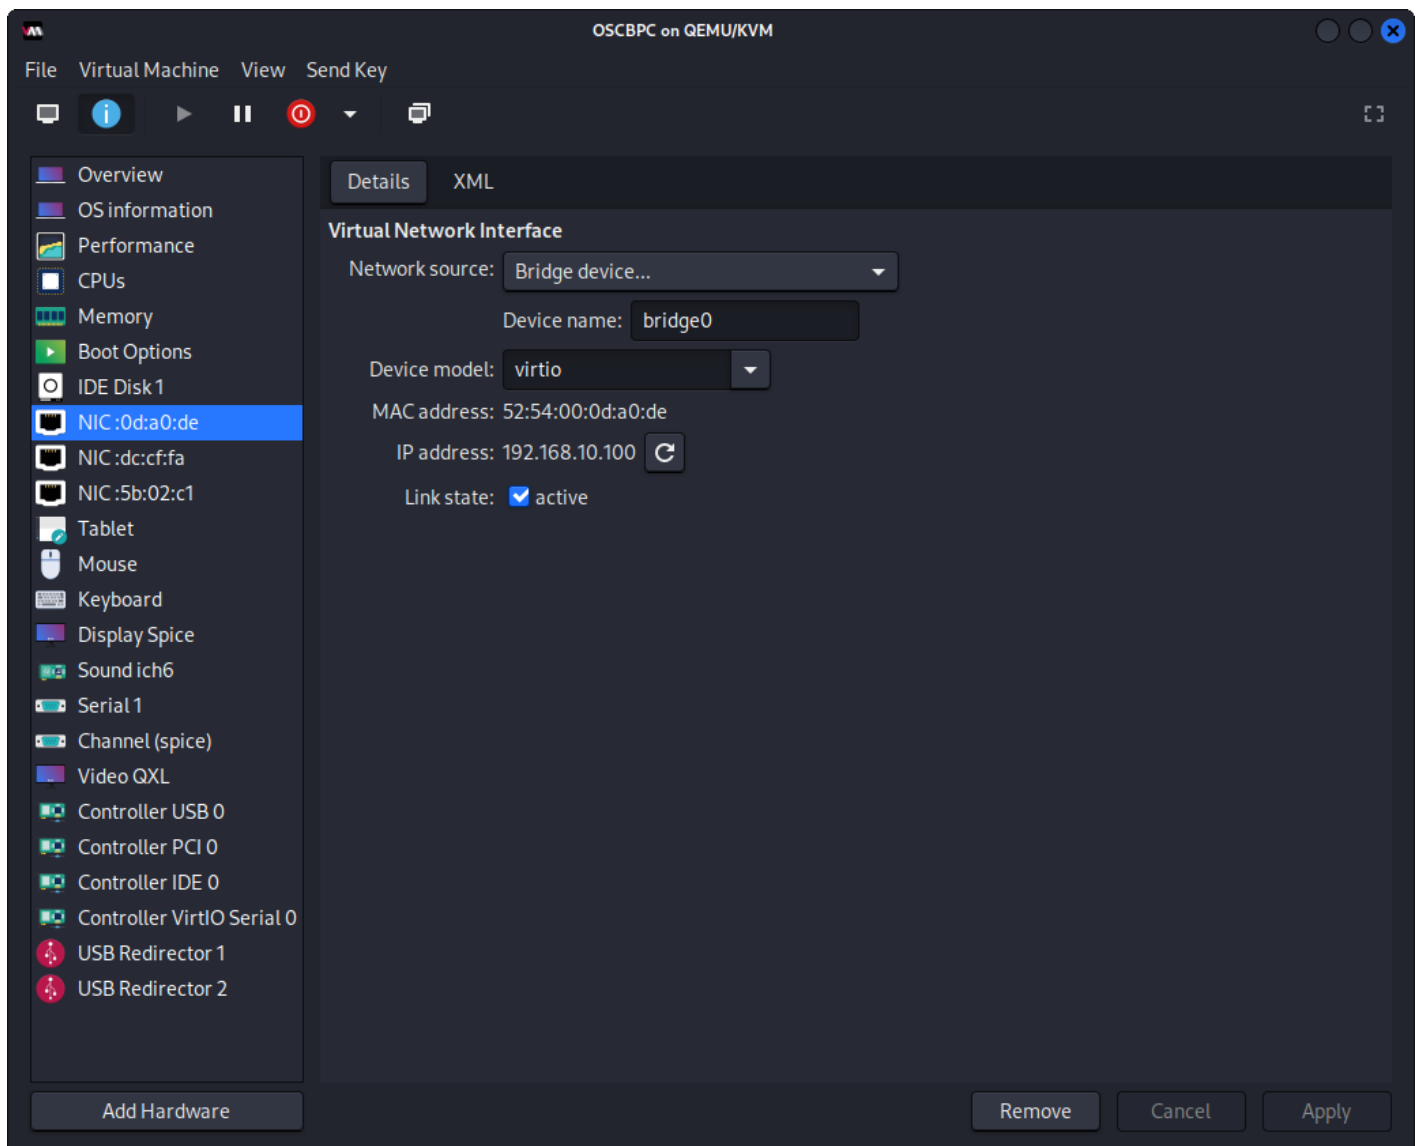 OSCBPC on QEMU/KVM
File Virtual Machine View Send Key
Overview
OS information
Performance
CPUs
Memory
Boot Options
IDE Disk 1
NIC :0d:a0:de
NIC :dc:cf:fa
NIC :5b:02:c1
Tablet
Mouse
Keyboard
Display Spice
Sound ich6
Serial 1
Channel (spice)
Video QXL
Controller USB 0
Controller PCI 0
Controller IDE 0
Controller VirtIO Serial 0
USB Redirector 1
USB Redirector 2
Add Hardware
Details XML
Virtual Network Interface
Network source: Bridge device...
Device name: bridge0
Device model: virtio
MAC address: 52:54:00:0d:a0:de
IP address: 192.168.10.100
Link state: active
Remove Cancel Apply